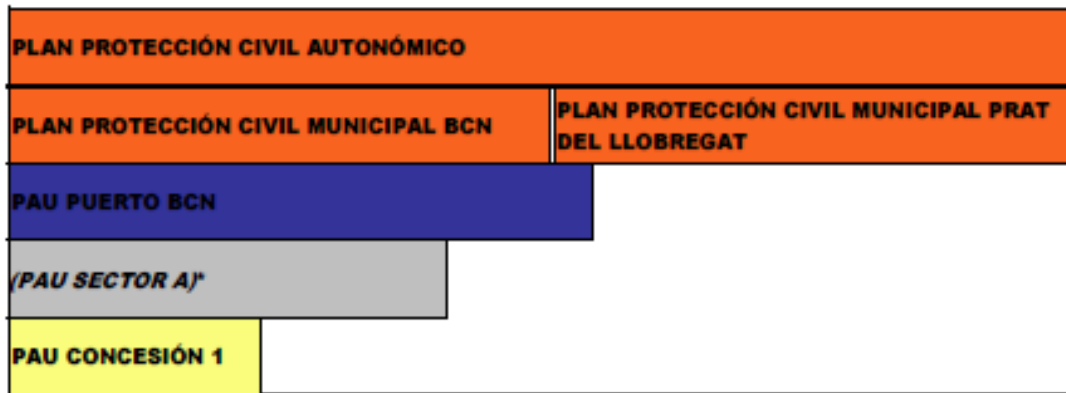 PLAN PROTECCIÓN CIVIL AUTONÓMICO
PLAN PROTECCIÓN CIVIL MUNICIPAL BCN
PLAN PROTECCIÓN CIVIL MUNICIPAL PRAT
DEL LLOBREGAT
PAU PUERTO BCN
(PAU SECTOR A)*
PAU CONCESIÓN 1